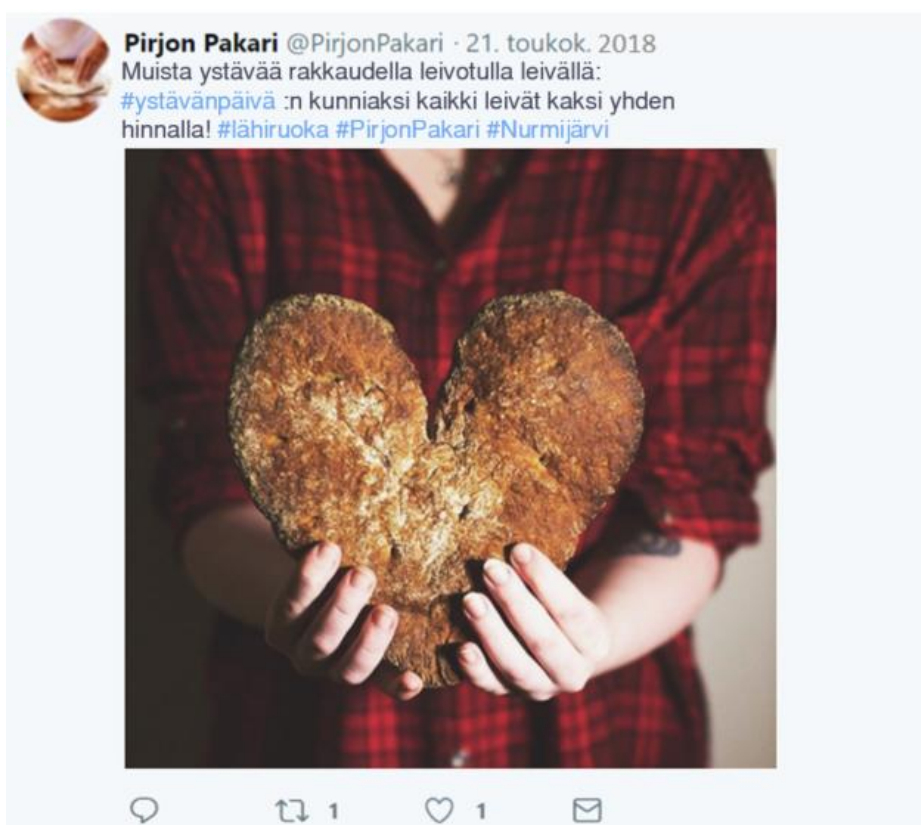 Pirjon Pakari @PirjonPakari · 21. toukok. 2018
Muista ystävää rakkaudella leivotulla leivällä:
#ystävänpäivä :n kunniaksi kaikki leivät kaksi yhden
hinnalla! #lähiruoka #PirjonPakari #Nurmijärvi
1 1